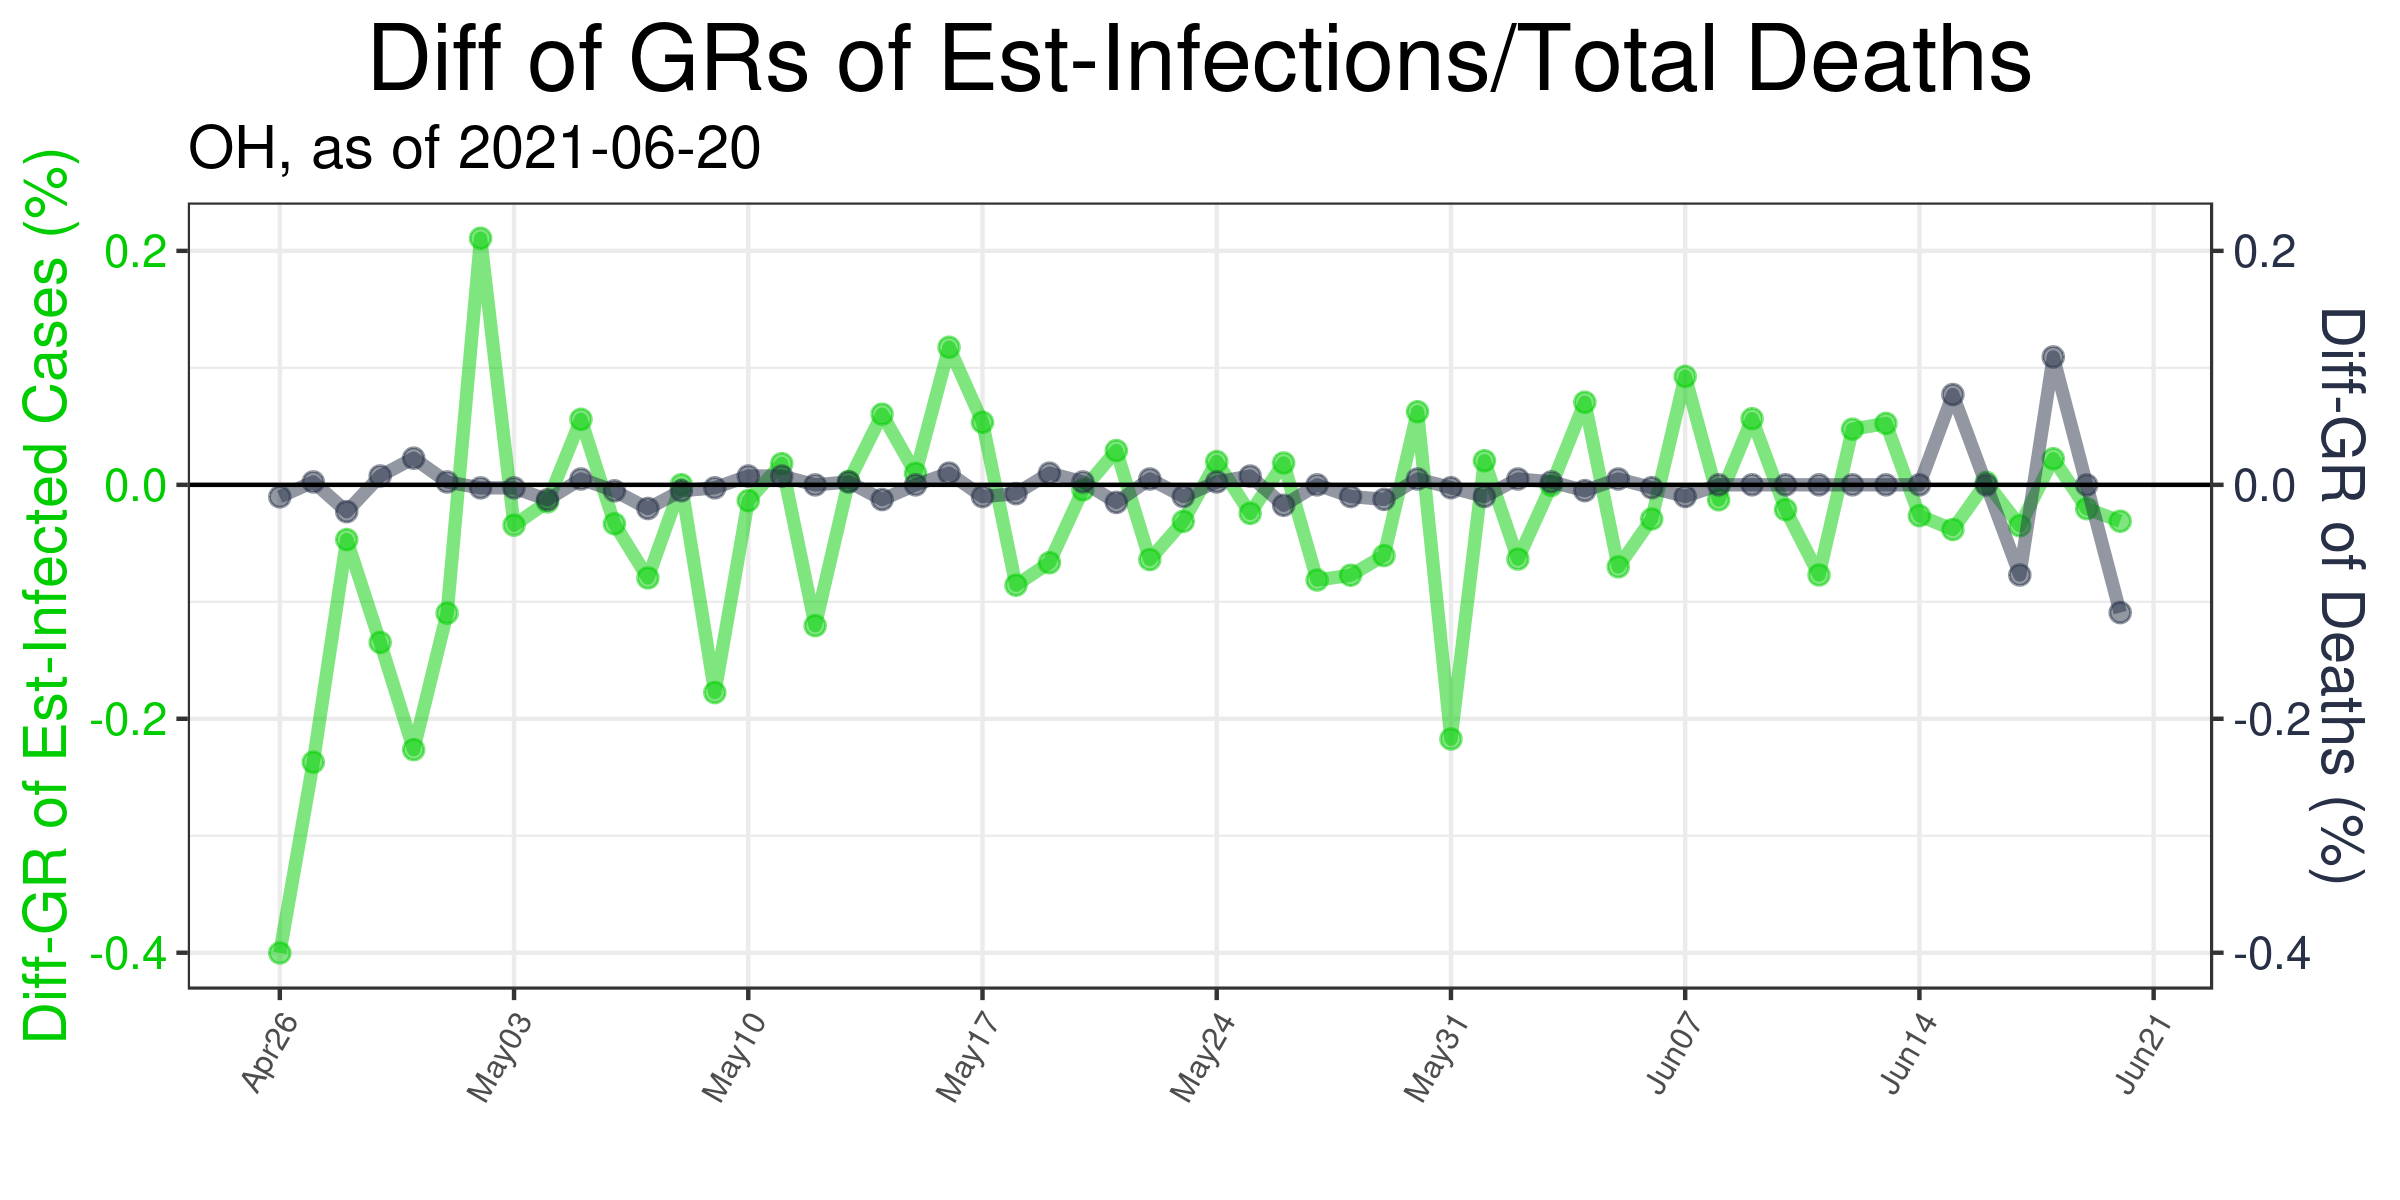 Diff of GRs of Est-Infections/Total Deaths
OH, as of 2021-06-20
Diff-GR of Est-Infected Cases (%)
0.2
0.0
-0.2
-0.4
0.2
0.0
-0.2
-0.4
Diff-GR of Deaths (%)
Apr26
May03
May10
May17
May24
May31
Jun07
Jun14
Jun21